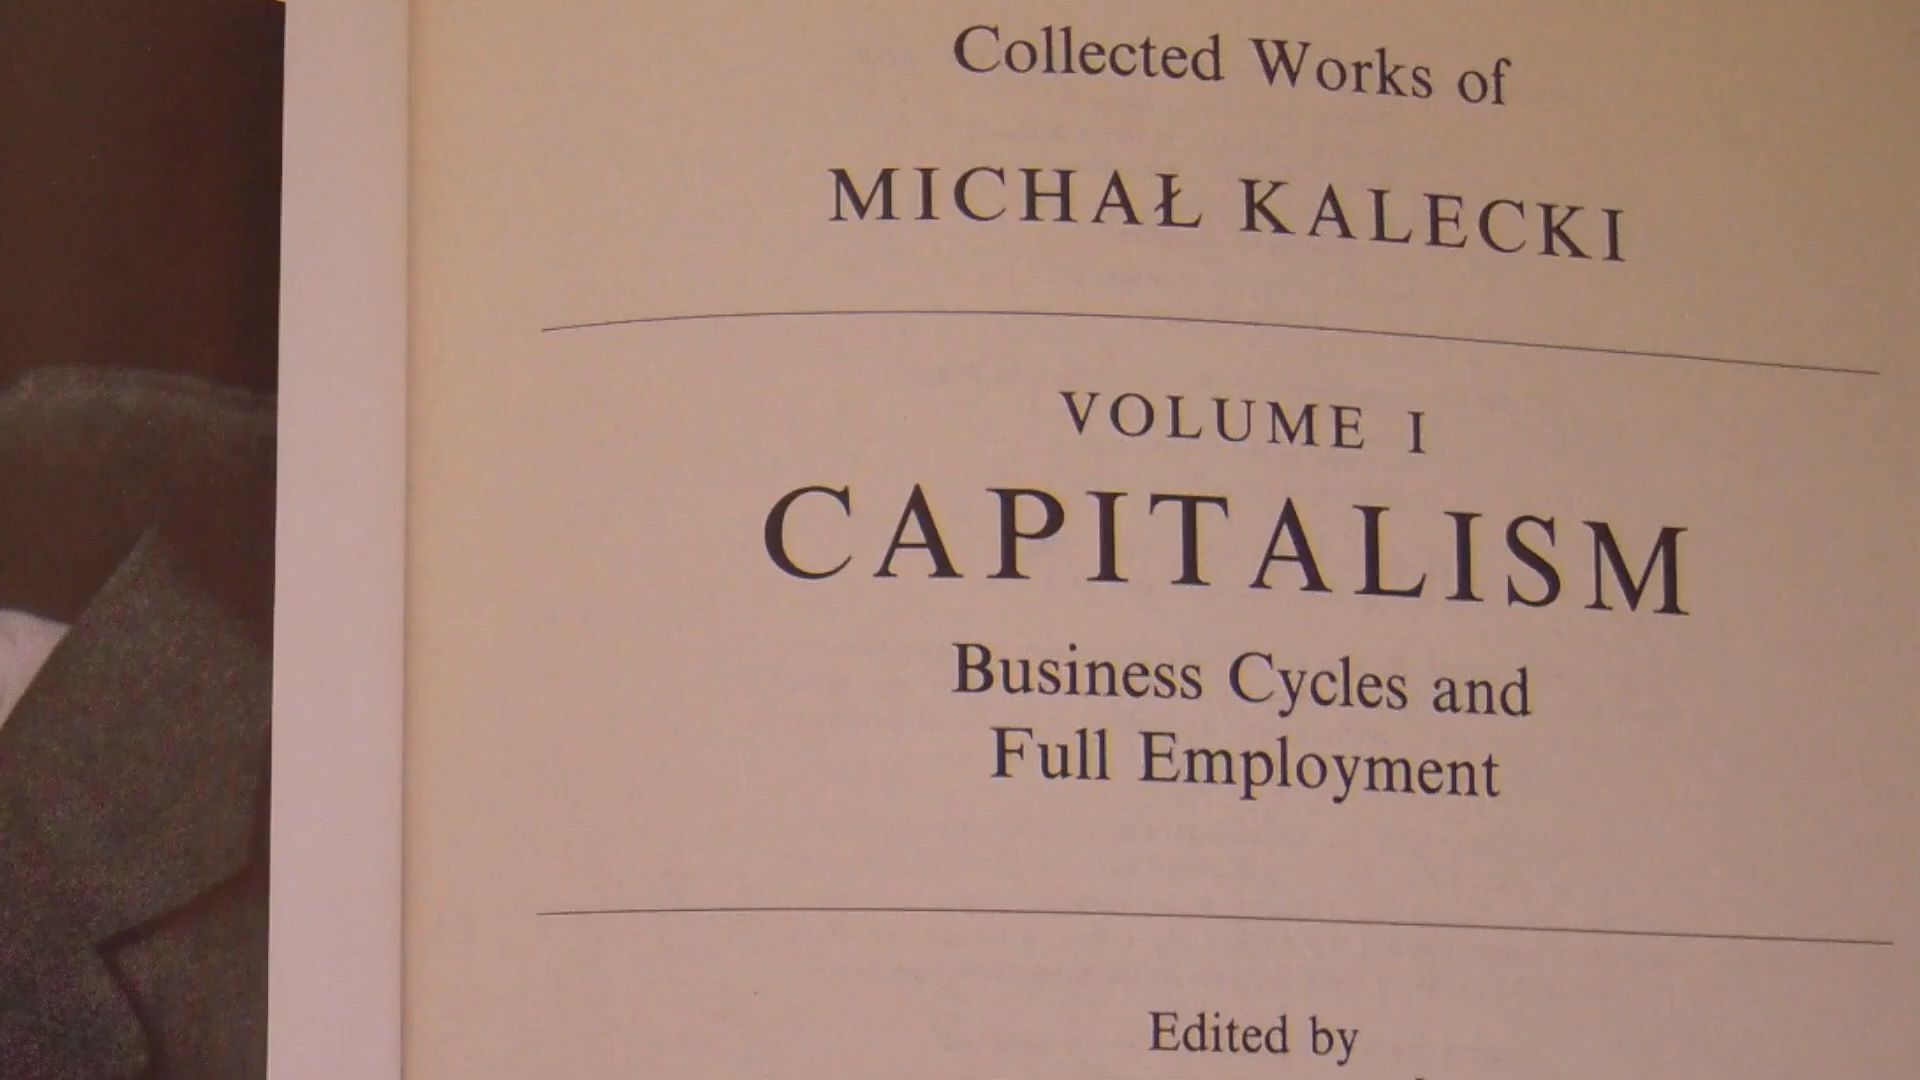 Collected Works of
MICHAŁ KALECKI
VOLUME I
CAPITALISM
Business Cycles and
Full Employment
Edited by